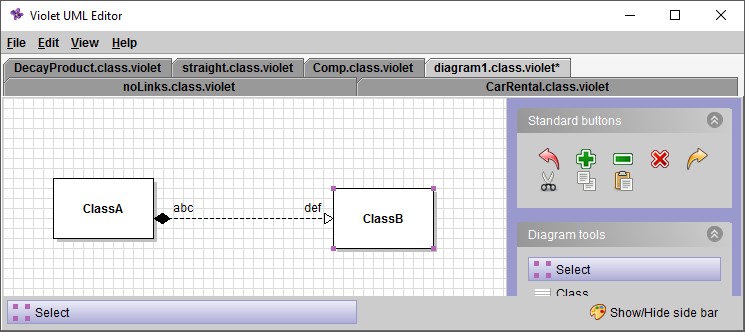 Violet UML Editor
File Edit View Help
DecayProduct.class.violet straight.class.violet Comp.class.violet diagram1.class.violet*
noLinks.class.violet CarRental.class.violet
Standard buttons
ClassA abc def ClassB
Diagram tools
Select
Class
Select Show/Hide side bar